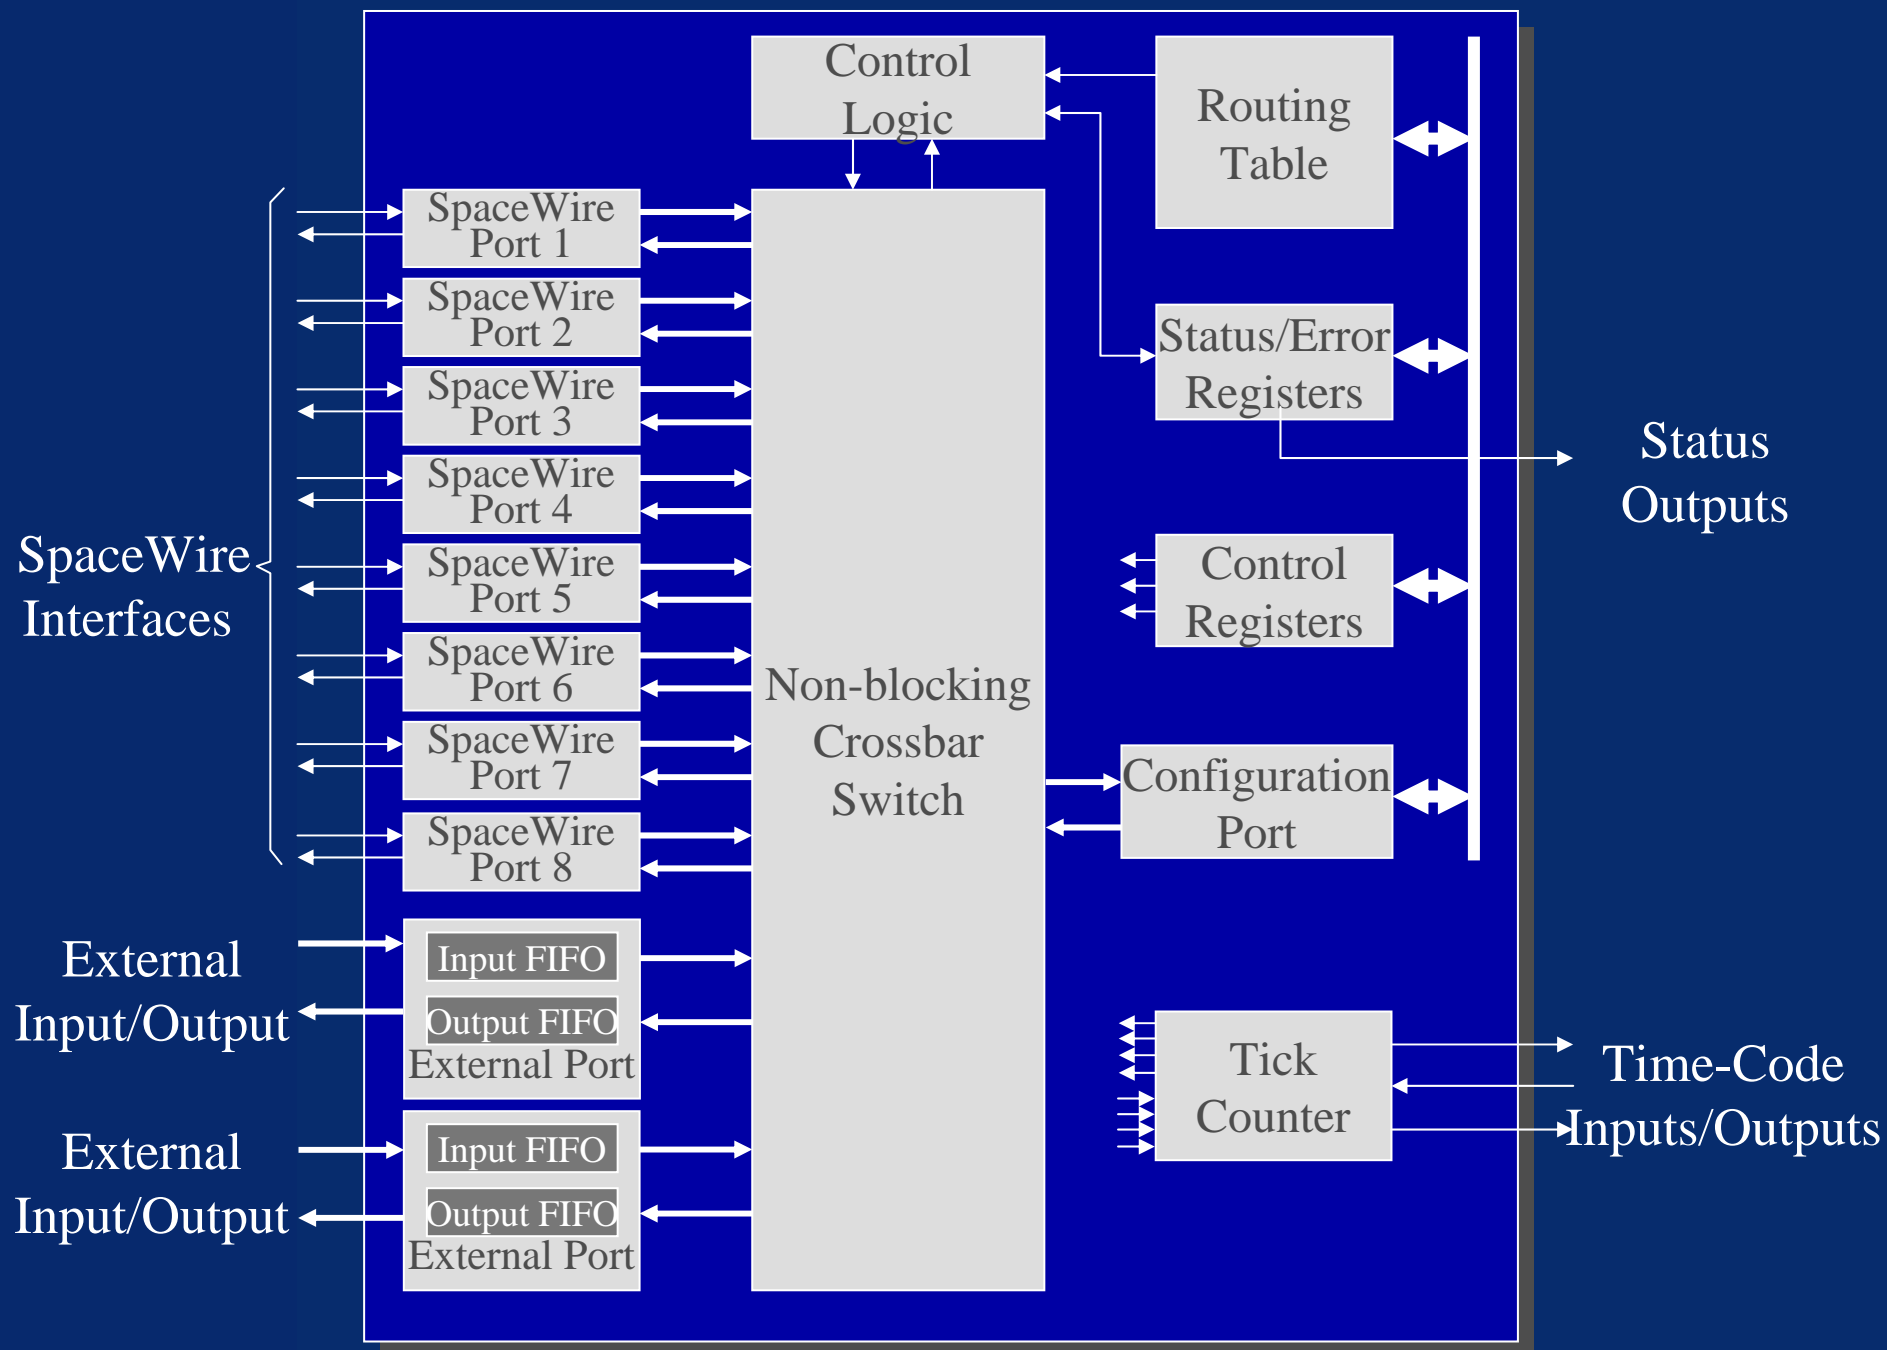 Control
Logic
Routing
Table
SpaceWire
Port 1
SpaceWire
Port 2
SpaceWire
Port 3
SpaceWire
Port 4
SpaceWire
Port 5
SpaceWire
Port 6
SpaceWire
Port 7
SpaceWire
Port 8
SpaceWire
Interfaces
Non-blocking
Crossbar
Switch
Status/Error
Registers
Status
Outputs
Control
Registers
Configuration
Port
External
Input/Output
Input FIFO
Output FIFO
External Port
External
Input/Output
Input FIFO
Output FIFO
External Port
Tick
Counter
Time-Code
Inputs/Outputs